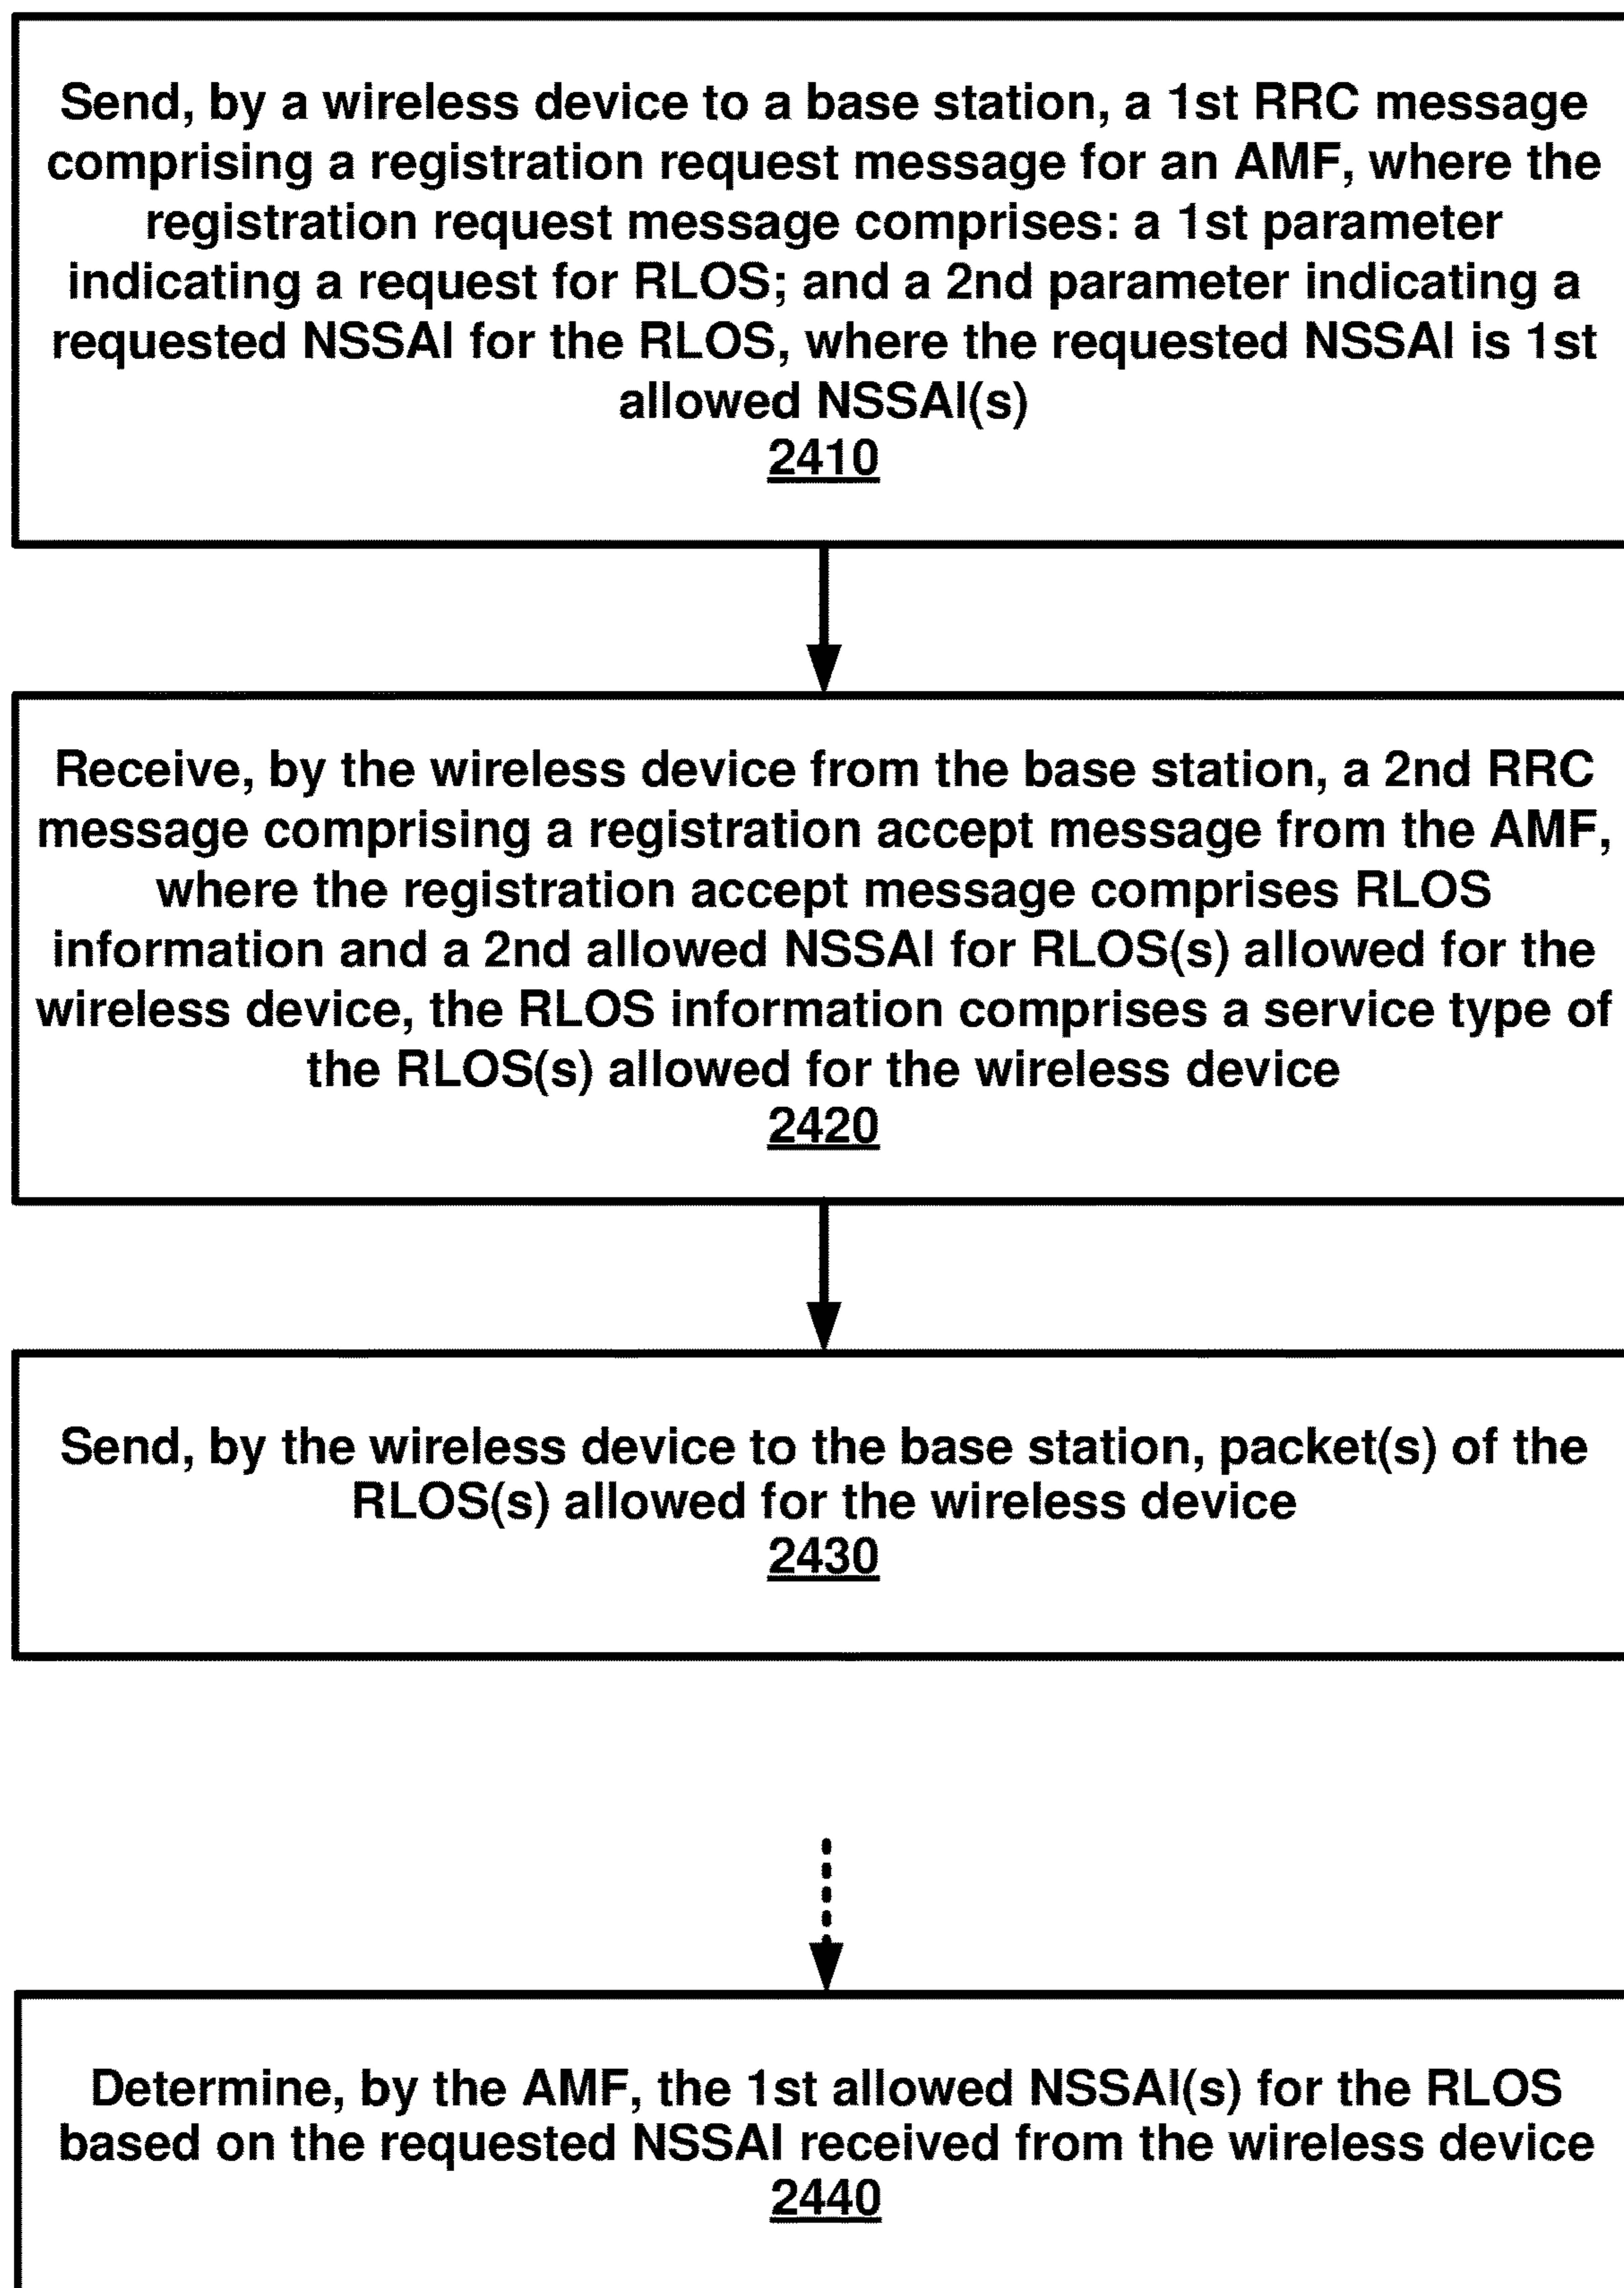 Send, by a wireless device to a base station, a 1st RRC message
comprising a registration request message for an AMF, where the
registration request message comprises: a 1st parameter
indicating a request for RLOS; and a 2nd parameter indicating a
requested NSSAI for the RLOS, where the requested NSSAI is 1st
allowed NSSAI(s)
2410
Receive, by the wireless device from the base station, a 2nd RRC
message comprising a registration accept message from the AMF,
where the registration accept message comprises RLOS
information and a 2nd allowed NSSAI for RLOS(s) allowed for the
wireless device, the RLOS information comprises a service type of
the RLOS(s) allowed for the wireless device
2420
Send, by the wireless device to the base station, packet(s) of the
RLOS(s) allowed for the wireless device
2430
Determine, by the AMF, the 1st allowed NSSAI(s) for the RLOS
based on the requested NSSAI received from the wireless device
2440